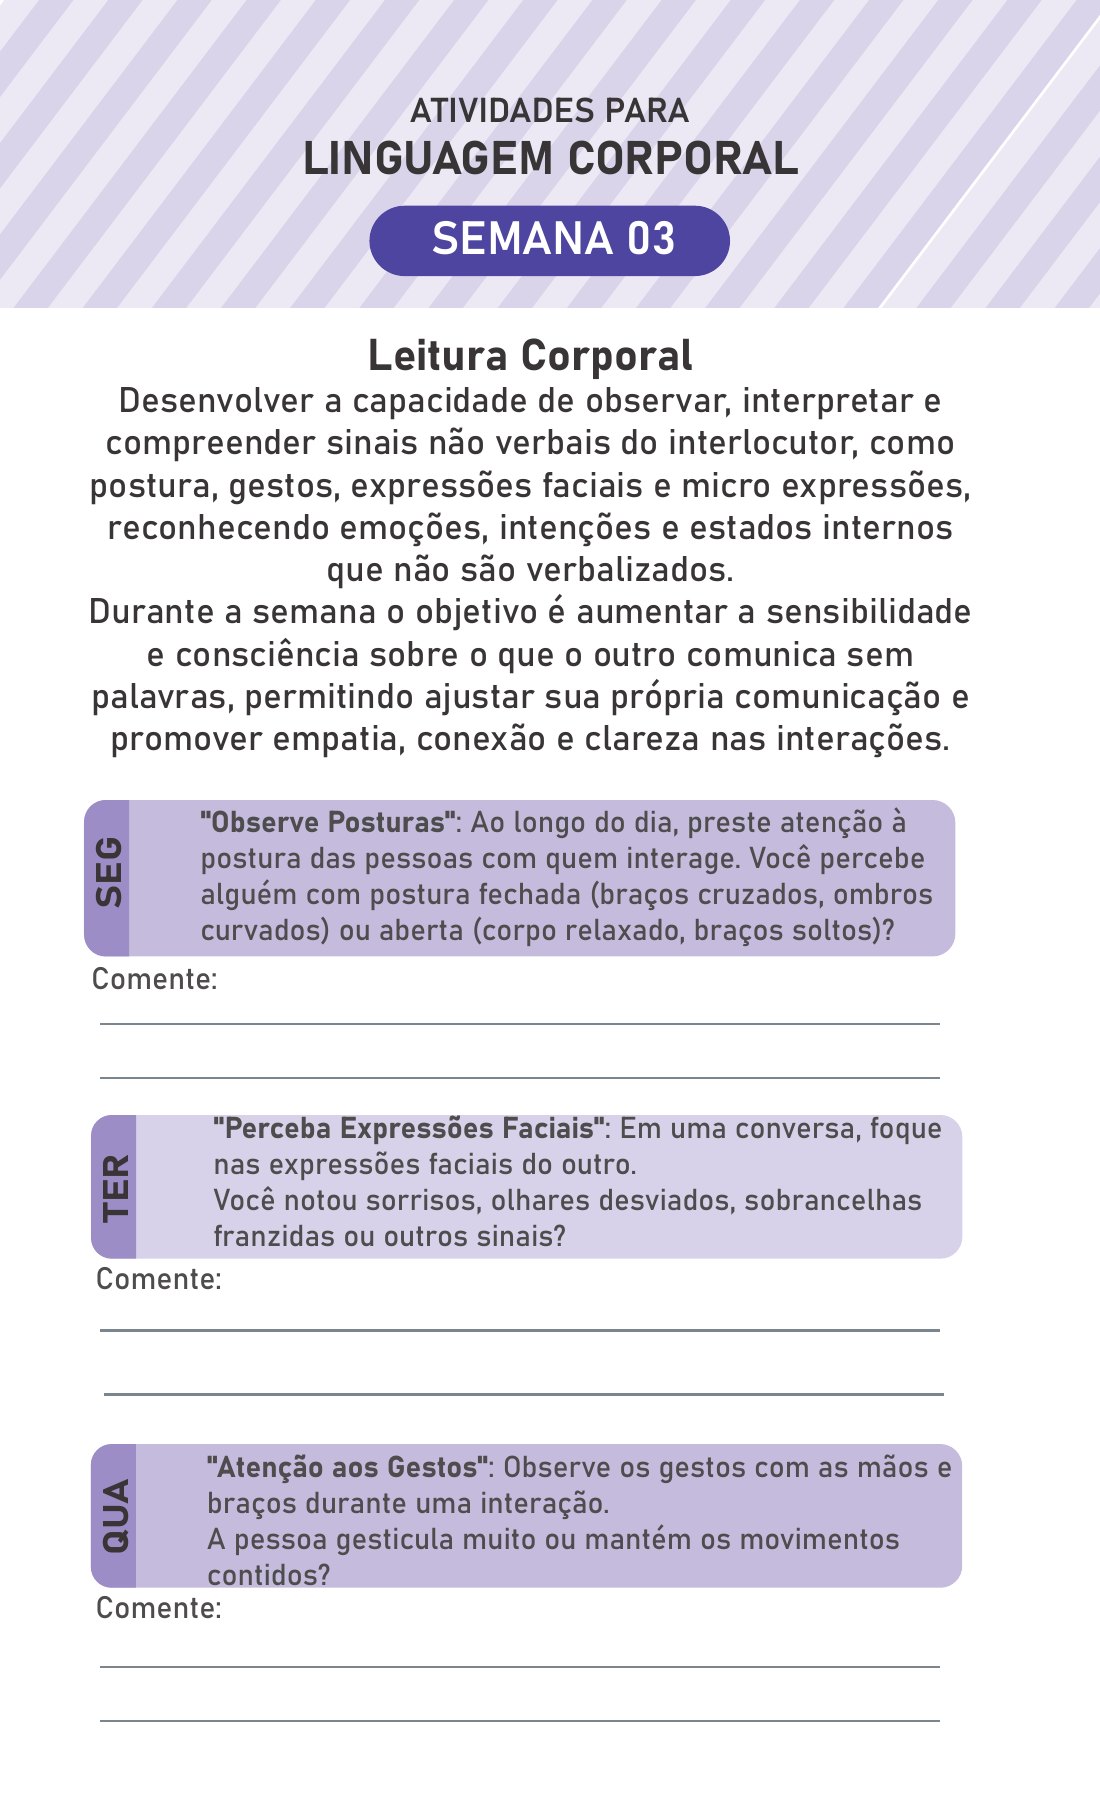 ATIVIDADES PARA
LINGUAGEM CORPORAL
SEMANA 03
Leitura Corporal
Desenvolver a capacidade de observar, interpretar e
compreender sinais não verbais do interlocutor, como
postura, gestos, expressões faciais e micro expressões,
reconhecendo emoções, intenções e estados internos
que não são verbalizados.
Durante a semana o objetivo é aumentar a sensibilidade
e consciência sobre o que o outro comunica sem
palavras, permitindo ajustar sua própria comunicação e
promover empatia, conexão e clareza nas interações.
SEG
"Observe Posturas": Ao longo do dia, preste atenção à
postura das pessoas com quem interage. Você percebe
alguém com postura fechada (braços cruzados, ombros
curvados) ou aberta (corpo relaxado, braços soltos)?
Comente:
TER
"Perceba Expressões Faciais": Em uma conversa, foque
nas expressões faciais do outro.
Você notou sorrisos, olhares desviados, sobrancelhas
franzidas ou outros sinais?
Comente:
QUA
"Atenção aos Gestos": Observe os gestos com as mãos e
braços durante uma interação.
A pessoa gesticula muito ou mantém os movimentos
contidos?
Comente: